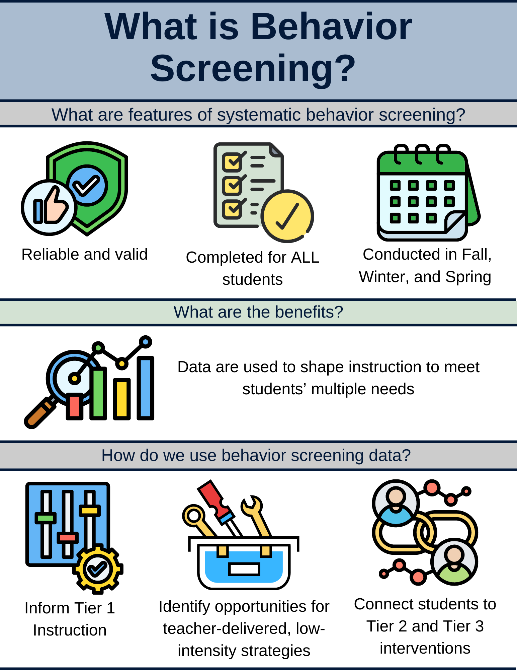 What is Behavior
Screening?
What are features of systematic behavior screening?
Reliable and valid
Completed for ALL
students
Conducted in Fall,
Winter, and Spring
What are the benefits?
Data are used to shape instruction to meet
students' multiple needs
How do we use behavior screening data?
Inform Tier 1
Instruction
Identify opportunities for
teacher-delivered, low-
intensity strategies
Connect students to
Tier 2 and Tier 3
interventions